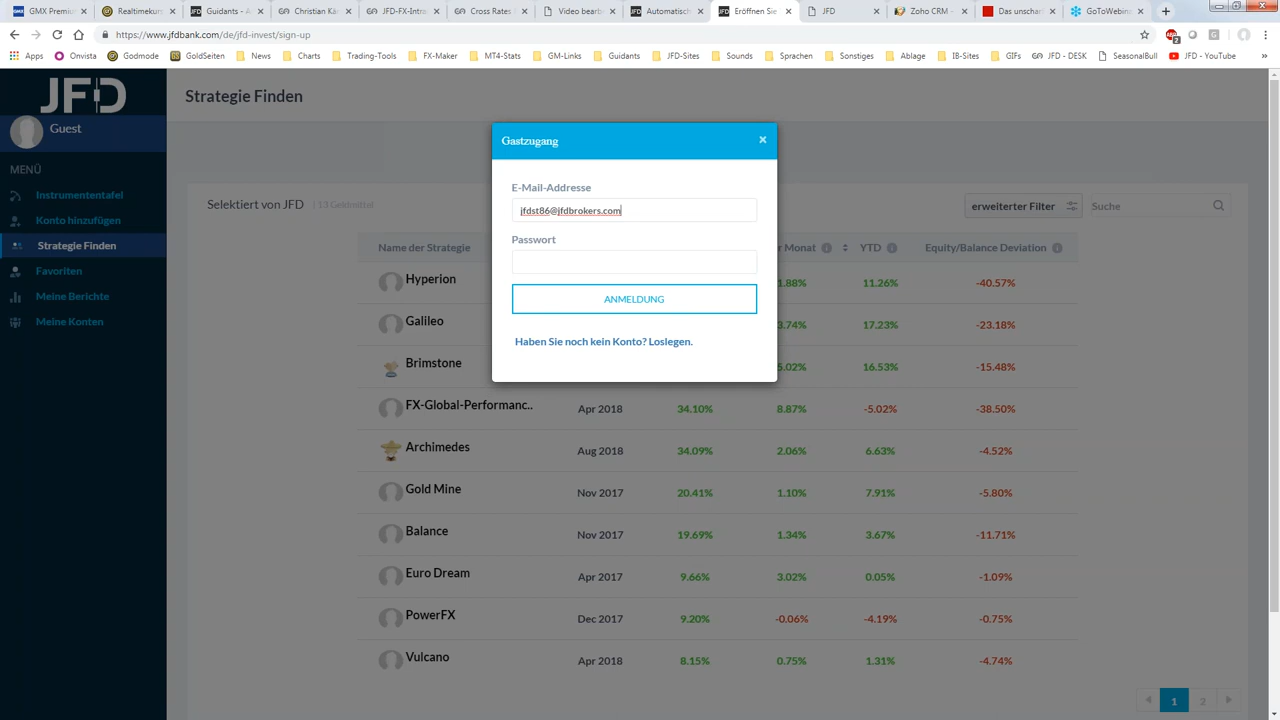 GMX Premium
Realtimekurs
Guidants - A
Christian Kä
JFD-FX-Intra
Cross Rates
Video bearbe
Automatisch
Eröffnen Sie
JFD
Zoho CRM -
Das unschar
GoToWebina
https://www.jfdbank.com/de/jfd-invest/sign-up
Apps Onvista Godmode GoldSeiten News Charts Trading-Tools FX-Maker MT4-Stats GM-Links Guidants JFD-Sites Sounds Sprachen Sonstiges Ablage IB-Sites GIFs JFD - DESK SeasonalBull JFD - YouTube
JFD
Guest
MENÜ
Instrumententafel
Konto hinzufügen
Strategie Finden
Favoriten
Meine Berichte
Meine Konten
Strategie Finden
Selektiert von JFD / 13 Geldmittel
erweiterter Filter
Suche
Gastzugang ×
E-Mail-Addresse
jfdst86@jfdbrokers.com
Passwort
ANMELDUNG
Haben Sie noch kein Konto? Loslegen.
Name der Strategie r Monat YTD Equity/Balance Deviation
Hyperion 1.88% 11.26% -40.57%
Galileo 3.74% 17.23% -23.18%
Brimstone 5.02% 16.53% -15.48%
FX-Global-Performanc.. Apr 2018 34.10% 8.87% -5.02% -38.50%
Archimedes Aug 2018 34.09% 2.06% 6.63% -4.52%
Gold Mine Nov 2017 20.41% 1.10% 7.91% -5.80%
Balance Nov 2017 19.69% 1.34% 3.67% -11.71%
Euro Dream Apr 2017 9.66% 3.02% 0.05% -1.09%
PowerFX Dec 2017 9.20% -0.06% -4.19% -0.75%
Vulcano Apr 2018 8.15% 0.75% 1.31% -4.74%
1 2